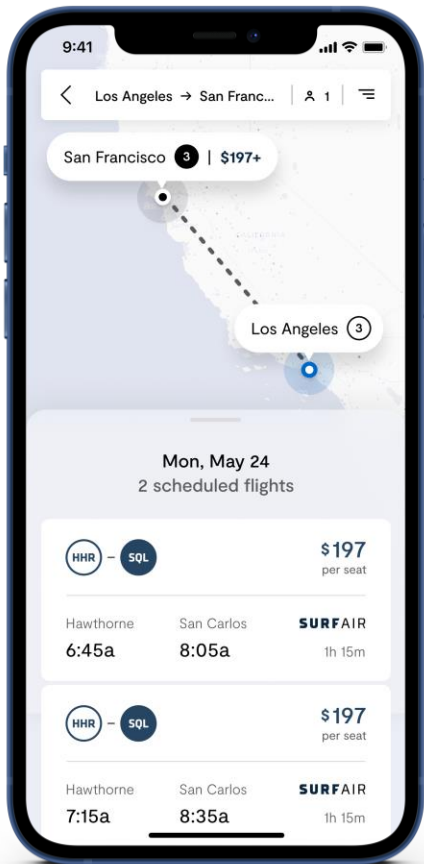 9:41
Los Angeles → San Franc... | 1
San Francisco 3 | $197+
Los Angeles 3
Mon, May 24
2 scheduled flights
HHR – SQL $197
per seat
Hawthorne San Carlos SURFAIR
6:45a 8:05a 1h 15m
HHR – SQL $197
per seat
Hawthorne San Carlos SURFAIR
7:15a 8:35a 1h 15m